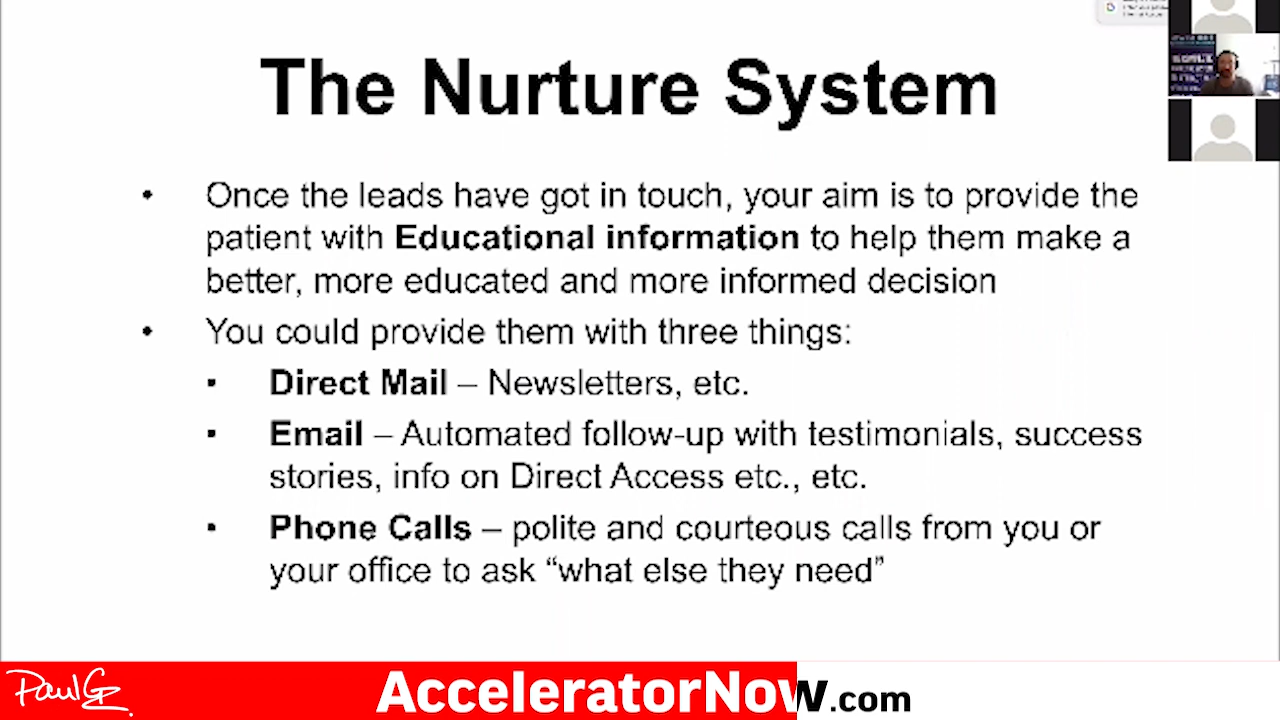 The Nurture System
• Once the leads have got in touch, your aim is to provide the
patient with Educational information to help them make a
better, more educated and more informed decision
• You could provide them with three things:
▪ Direct Mail – Newsletters, etc.
▪ Email – Automated follow-up with testimonials, success
stories, info on Direct Access etc., etc.
▪ Phone Calls – polite and courteous calls from you or
your office to ask “what else they need”
PaulG
AcceleratorNow.com